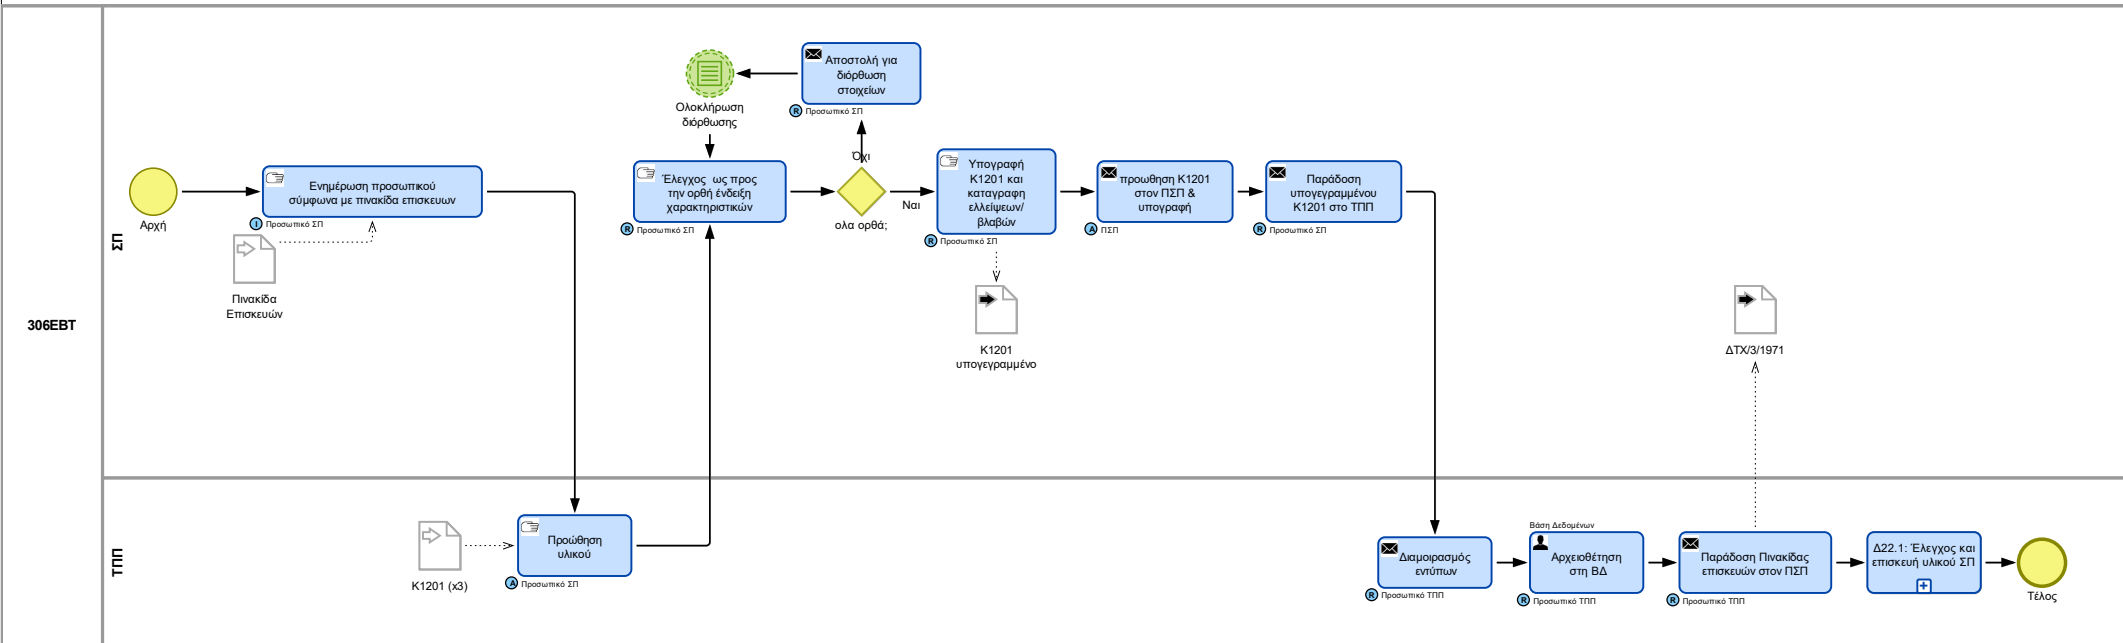 306ΕΒΤ
ΣΠ
Αρχή
Ενημέρωση προσωπικού
σύμφωνα με πινακίδα επισκευων
I Προσωπικό ΣΠ
Πινακίδα
Επισκευών
Ολοκλήρωση
διόρθωσης
Αποστολή για
διόρθωση
στοιχείων
R Προσωπικό ΣΠ
Έλεγχος ως προς
την ορθή ένδειξη
χαρακτηριστικών
R Προσωπικό ΣΠ
Όχι
ολα ορθά;
Ναι
Υπογραφή
Κ1201 και
καταγραφη
ελλείψεων/
βλαβών
R Προσωπικό ΣΠ
Κ1201
υπογεγραμμένο
προωθηση Κ1201
στον ΠΣΠ &
υπογραφή
A ΠΣΠ
Παράδοση
υπογεγραμμένου
Κ1201 στο ΤΠΠ
R Προσωπικό ΣΠ
ΔΤΧ/3/1971
ΤΠΠ
Κ1201 (x3)
Προώθηση
υλικού
A Προσωπικό ΣΠ
Διαμοιρασμός
εντύπων
R Προσωπικό ΤΠΠ
Βάση Δεδομένων
Αρχειοθέτηση
στη ΒΔ
R Προσωπικό ΤΠΠ
Παράδοση Πινακίδας
επισκευών στον ΠΣΠ
R Προσωπικό ΤΠΠ
Δ22.1: Έλεγχος και
επισκευή υλικού ΣΠ
Τέλος